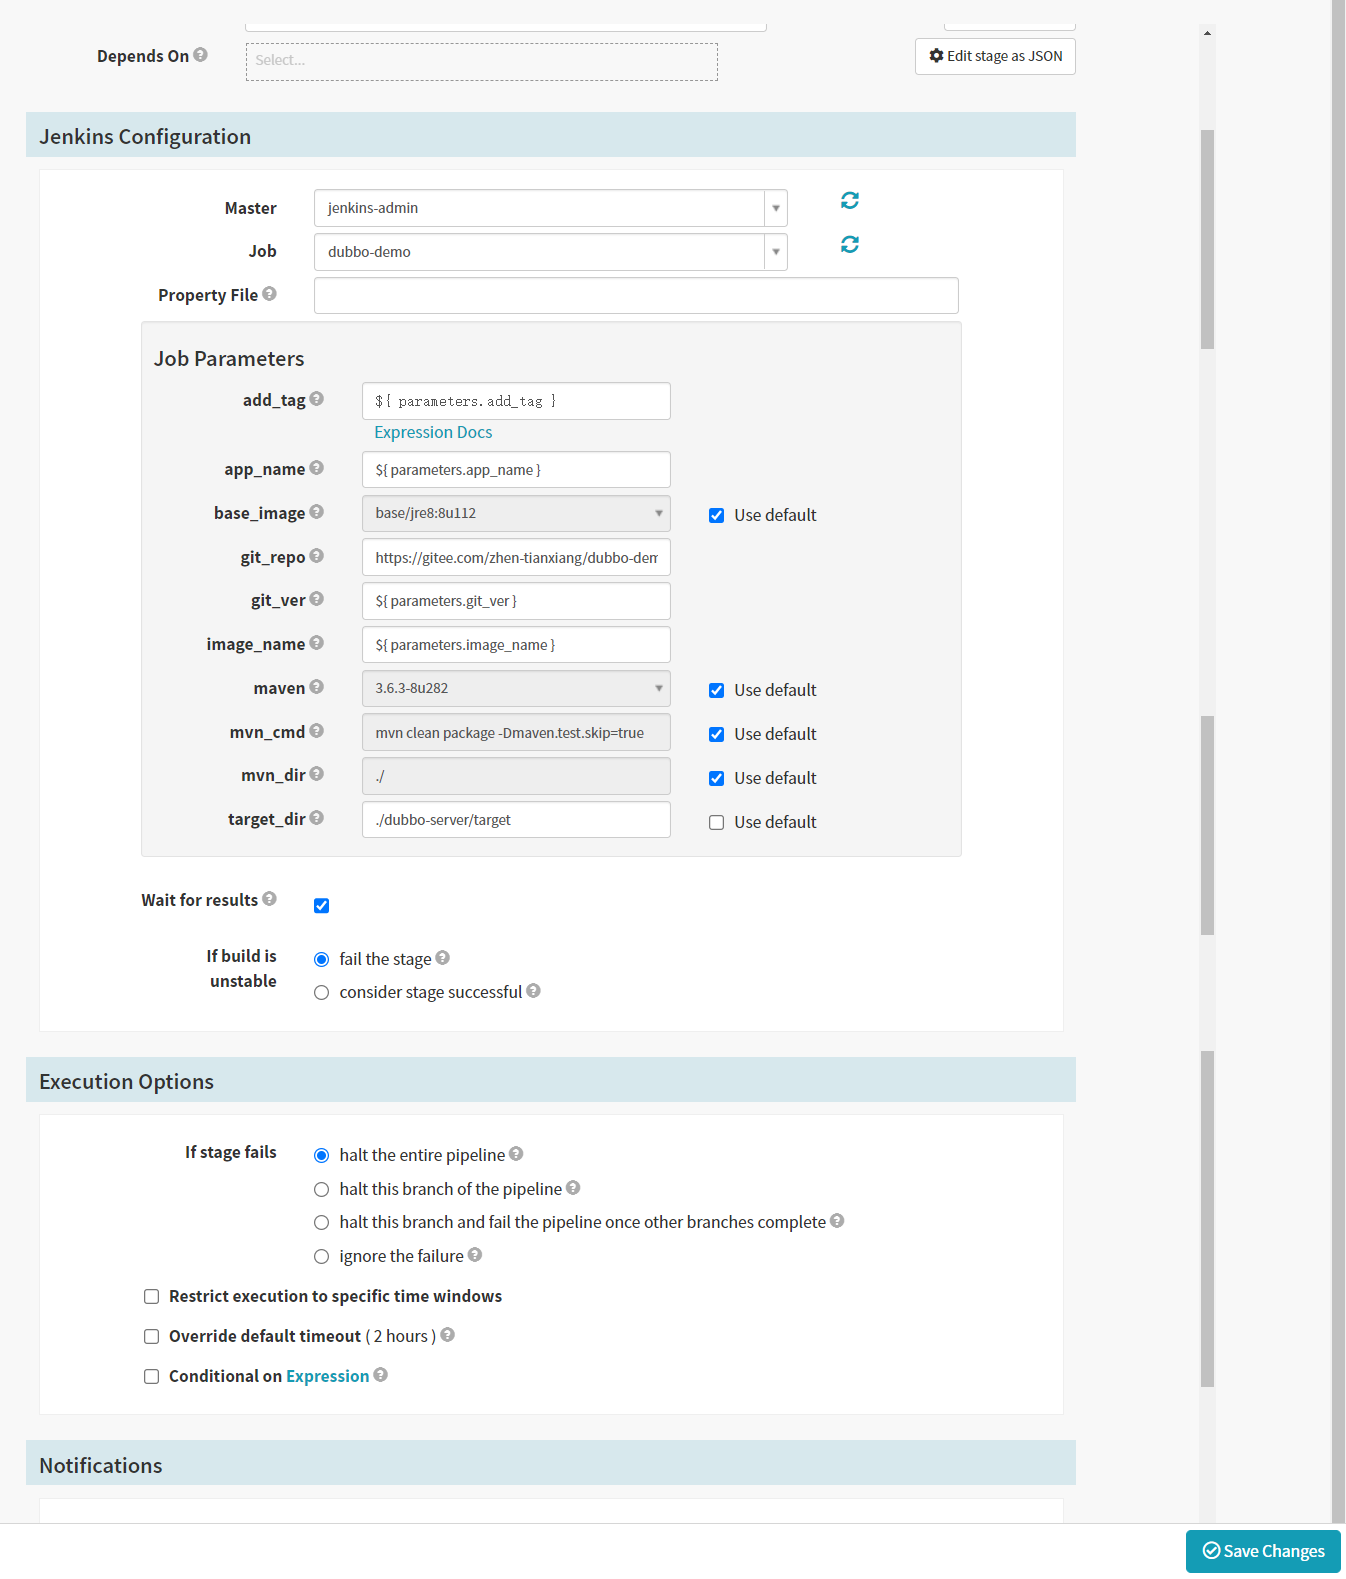 Depends On
Select...
Edit stage as JSON
Jenkins Configuration
Master
jenkins-admin
Job
dubbo-demo
Property File
Job Parameters
add_tag
${ parameters.add_tag }
Expression Docs
app_name
${ parameters.app_name }
base_image
base/jre8:8u112
Use default
git_repo
https://gitee.com/zhen-tianxiang/dubbo-dem
git_ver
${ parameters.git_ver }
image_name
${ parameters.image_name }
maven
3.6.3-8u282
Use default
mvn_cmd
mvn clean package -Dmaven.test.skip=true
Use default
mvn_dir
./
Use default
target_dir
./dubbo-server/target
Use default
Wait for results
If build is
unstable
fail the stage
consider stage successful
Execution Options
If stage fails
halt the entire pipeline
halt this branch of the pipeline
halt this branch and fail the pipeline once other branches complete
ignore the failure
Restrict execution to specific time windows
Override default timeout ( 2 hours )
Conditional on Expression
Notifications
Save Changes